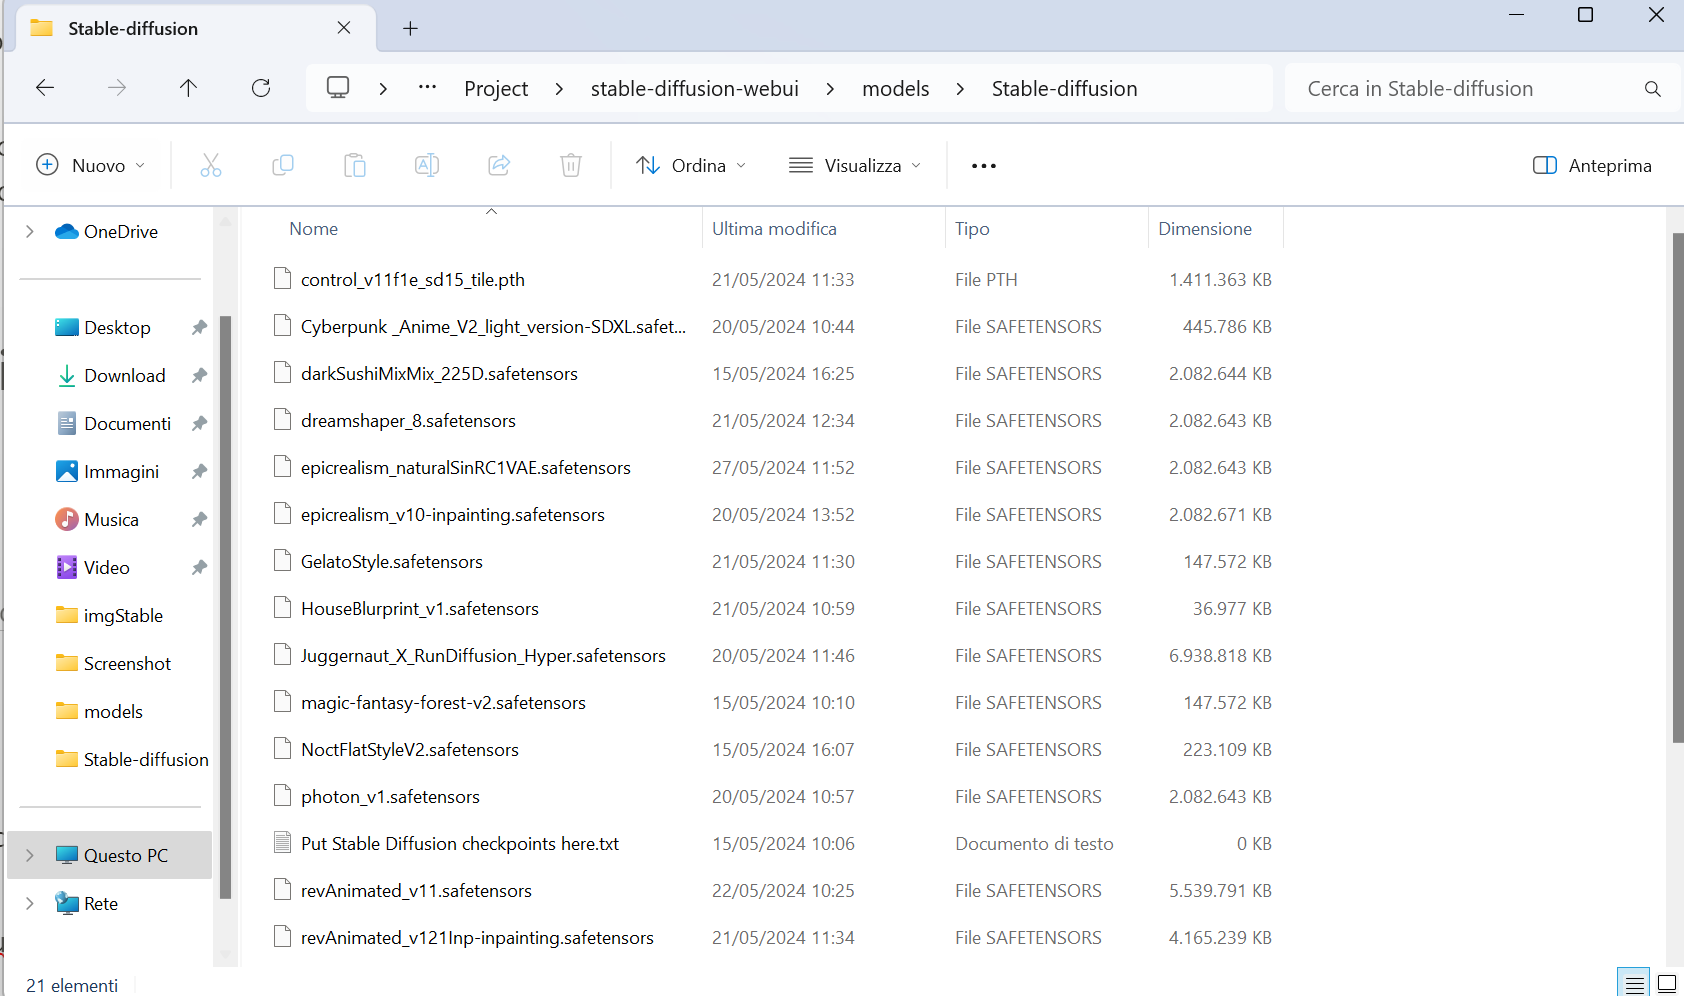 Stable-diffusion
Project stable-diffusion-webui models Stable-diffusion
Cerca in Stable-diffusion
Nuovo Ordina Visualizza Anteprima
OneDrive
Desktop
Download
Documenti
Immagini
Musica
Video
imgStable
Screenshot
models
Stable-diffusion
Questo PC
Rete
Nome Ultima modifica Tipo Dimensione
control_v11f1e_sd15_tile.pth 21/05/2024 11:33 File PTH 1.411.363 KB
Cyberpunk _Anime_V2_light_version-SDXL.safet... 20/05/2024 10:44 File SAFETENSORS 445.786 KB
darkSushiMixMix_225D.safetensors 15/05/2024 16:25 File SAFETENSORS 2.082.644 KB
dreamshaper_8.safetensors 21/05/2024 12:34 File SAFETENSORS 2.082.643 KB
epicrealism_naturalSinRC1VAE.safetensors 27/05/2024 11:52 File SAFETENSORS 2.082.643 KB
epicrealism_v10-inpainting.safetensors 20/05/2024 13:52 File SAFETENSORS 2.082.671 KB
GelatoStyle.safetensors 21/05/2024 11:30 File SAFETENSORS 147.572 KB
HouseBlurprint_v1.safetensors 21/05/2024 10:59 File SAFETENSORS 36.977 KB
Juggernaut_X_RunDiffusion_Hyper.safetensors 20/05/2024 11:46 File SAFETENSORS 6.938.818 KB
magic-fantasy-forest-v2.safetensors 15/05/2024 10:10 File SAFETENSORS 147.572 KB
NoctFlatStyleV2.safetensors 15/05/2024 16:07 File SAFETENSORS 223.109 KB
photon_v1.safetensors 20/05/2024 10:57 File SAFETENSORS 2.082.643 KB
Put Stable Diffusion checkpoints here.txt 15/05/2024 10:06 Documento di testo 0 KB
revAnimated_v11.safetensors 22/05/2024 10:25 File SAFETENSORS 5.539.791 KB
revAnimated_v121Inp-inpainting.safetensors 21/05/2024 11:34 File SAFETENSORS 4.165.239 KB
21 elementi